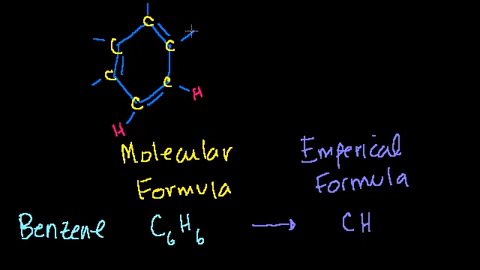 C
C C
C C
C H
H
Molecular Emperical
Formula Formula
Benzene C6H6 → CH